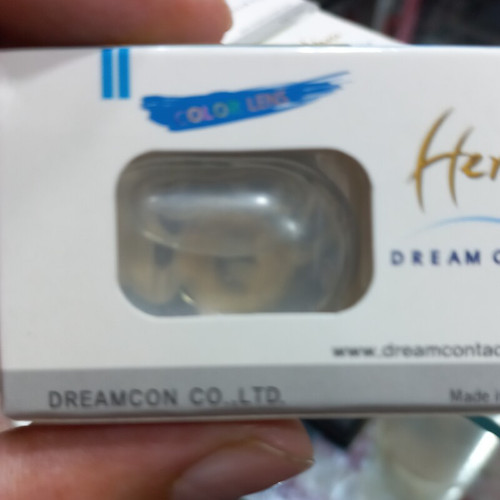 COLOR LENS
Her
DREAM C
www.dreamcontac
DREAMCON CO.,LTD.
Made